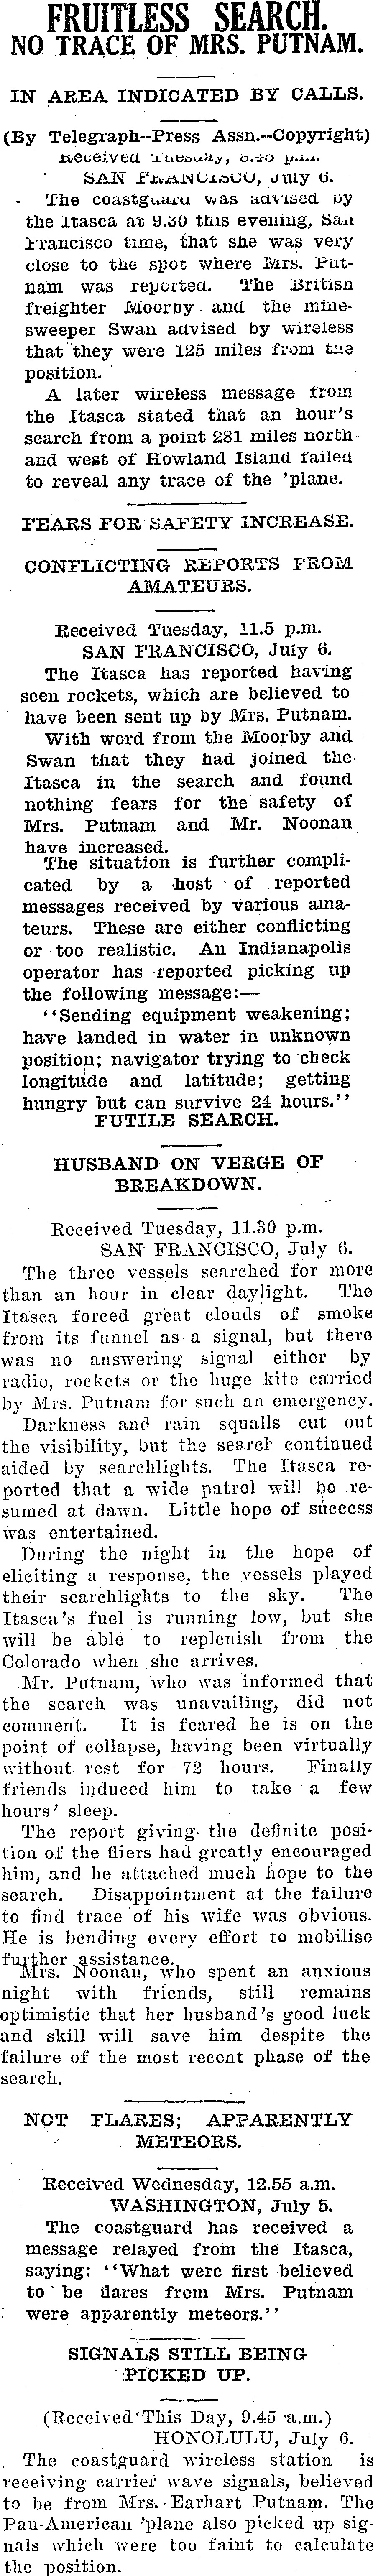 FRUITLESS SEARCH.
NO TRACE OF MRS. PUTNAM.
IN AREA INDICATED BY CALLS.
(By Telegraph--Press Assn.--Copyright)
Received Tuesday, 8.45 p.m.
SAN FRANCISCO, July 6.
The coastguard was advised by
the Itasca at 9.30 this evening, San
Francisco time, that she was very
close to the spot where Mrs. Put-
nam was reported. The British
freighter Moorby and the mine-
sweeper Swan advised by wireless
that they were 125 miles from the
position.
A later wireless message from
the Itasca stated that an hour's
search from a point 281 miles north
and west of Howland Island failed
to reveal any trace of the 'plane.
FEARS FOR SAFETY INCREASE.
CONFLICTING REPORTS FROM
AMATEURS.
Received Tuesday, 11.5 p.m.
SAN FRANCISCO, July 6.
The Itasca has reported having
seen rockets, which are believed to
have been sent up by Mrs. Putnam.
With word from the Moorby and
Swan that they had joined the
Itasca in the search and found
nothing fears for the safety of
Mrs. Putnam and Mr. Noonan
have increased.
The situation is further compli-
cated by a host of reported
messages received by various ama-
teurs. These are either conflicting
or too realistic. An Indianapolis
operator has reported picking up
the following message:—
''Sending equipment weakening;
have landed in water in unknown
position; navigator trying to check
longitude and latitude; getting
hungry but can survive 24 hours.''
FUTILE SEARCH.
HUSBAND ON VERGE OF
BREAKDOWN.
Received Tuesday, 11.30 p.m.
SAN FRANCISCO, July 6.
The three vessels searched for more
than an hour in clear daylight. The
Itasca forced great clouds of smoke
from its funnel as a signal, but there
was no answering signal either by
radio, rockets or the huge kite carried
by Mrs. Putnam for such an emergency.
Darkness and rain squalls cut out
the visibility, but the search continued
aided by searchlights. The Itasca re-
ported that a wide patrol will be re-
sumed at dawn. Little hope of success
was entertained.
During the night in the hope of
eliciting a response, the vessels played
their searchlights to the sky. The
Itasca's fuel is running low, but she
will be able to replenish from the
Colorado when she arrives.
Mr. Putnam, who was informed that
the search was unavailing, did not
comment. It is feared he is on the
point of collapse, having been virtually
without rest for 72 hours. Finally
friends induced him to take a few
hours' sleep.
The report giving the definite posi-
tion of the fliers had greatly encouraged
him, and he attached much hope to the
search. Disappointment at the failure
to find trace of his wife was obvious.
He is bending every effort to mobilise
further assistance.
Mrs. Noonan, who spent an anxious
night with friends, still remains
optimistic that her husband's good luck
and skill will save him despite the
failure of the most recent phase of the
search.
NOT FLARES; APPARENTLY
METEORS.
Received Wednesday, 12.55 a.m.
WASHINGTON, July 5.
The coastguard has received a
message relayed from the Itasca,
saying: ''What were first believed
to be flares from Mrs. Putnam
were apparently meteors.''
SIGNALS STILL BEING
PICKED UP.
(Received This Day, 9.45 a.m.)
HONOLULU, July 6.
The coastguard wireless station is
receiving carrier wave signals, believed
to be from Mrs. Earhart Putnam. The
Pan-American 'plane also picked up sig-
nals which were too faint to calculate
the position.